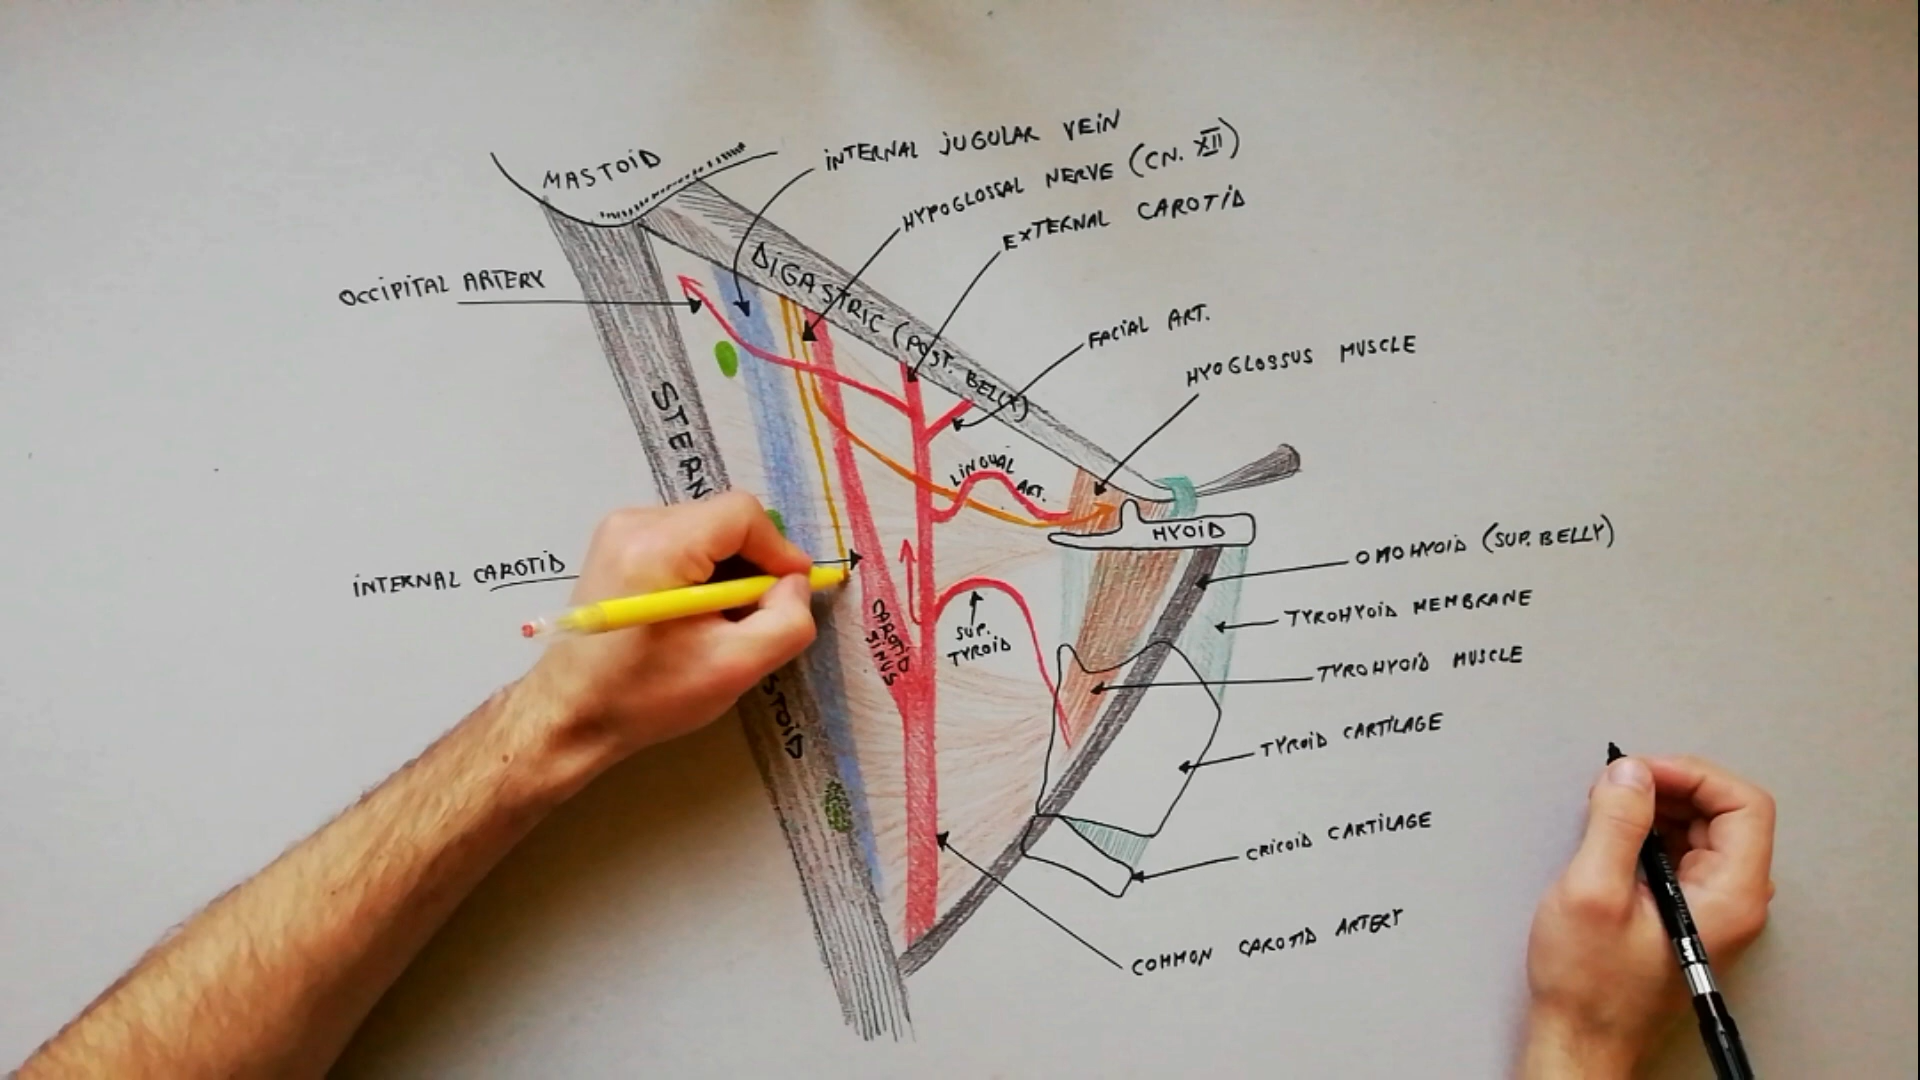 MASTOID
INTERNAL JUGULAR VEIN
HYPOGLOSSAL NERVE (CN. XII)
EXTERNAL CAROTID
OCCIPITAL ARTERY
DIGASTRIC (POST. BELLY)
FACIAL ART.
HYOGLOSSUS MUSCLE
STERN
LINGUAL
ART.
HYOID
OMOHYOID (SUP. BELLY)
INTERNAL CAROTID
TYROHYOID MEMBRANE
CAROTID
SINUS
SUP.
TYROID
TYROHYOID MUSCLE
STOID
TYROID CARTILAGE
CRICOID CARTILAGE
COMMON CAROTID ARTERY